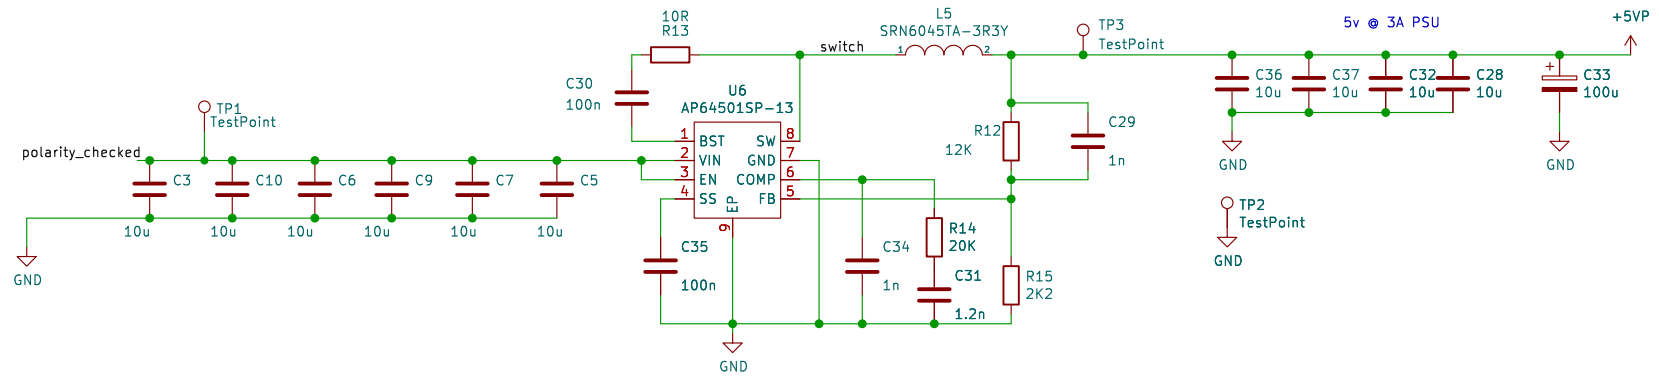 10R
R13
L5
SRN6045TA-3R3Y
switch
1
2
TP3
TestPoint
5v @ 3A PSU
+5VP
C30
100n
U6
AP64501SP-13
C36
10u
C37
10u
C32
10u
C28
10u
+
C33
100u
TP1
TestPoint
polarity_checked
1 BST
2 VIN
3 EN
4 SS
SW 8
GND 7
COMP 6
FB 5
EP
9
R12
12K
C29
1n
GND
GND
C3
C10
C6
C9
C7
C5
10u
10u
10u
10u
10u
10u
TP2
TestPoint
GND
GND
C35
100n
C34
1n
R14
20K
C31
1.2n
R15
2K2
GND